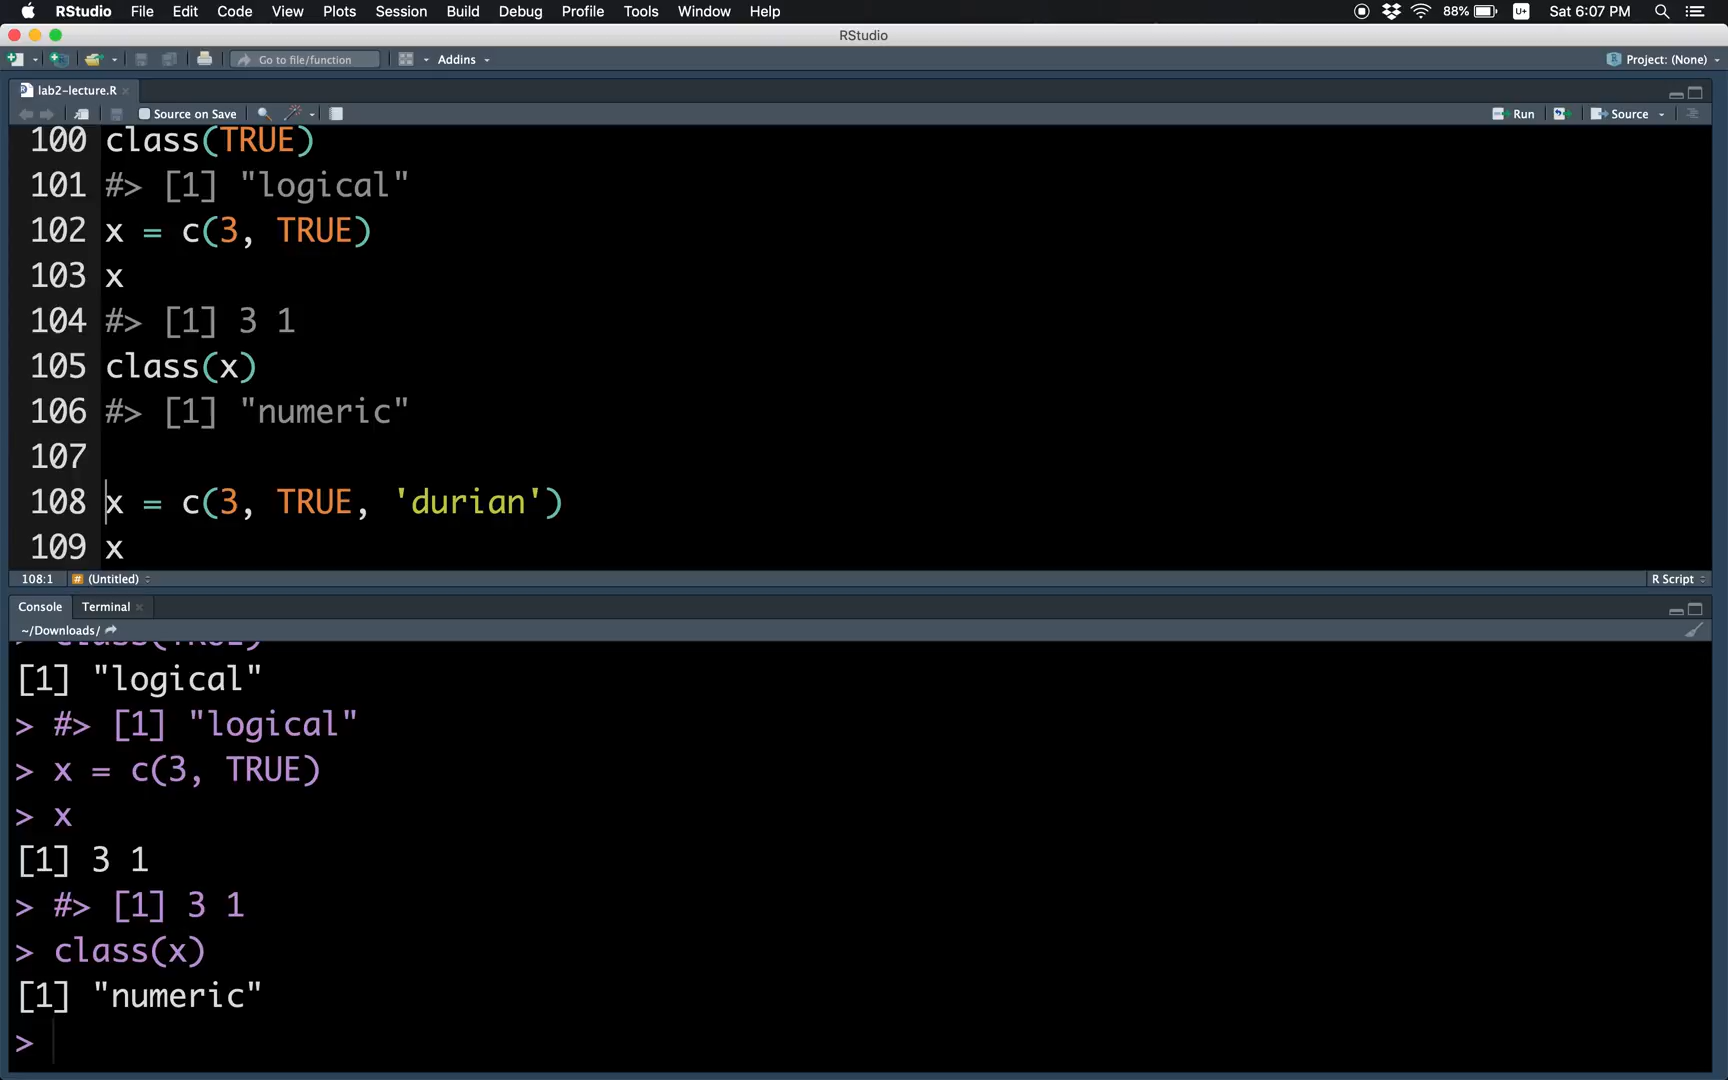 RStudio File Edit Code View Plots Session Build Debug Profile Tools Window Help 88% U+ Sat 6:07 PM
RStudio
Go to file/function Addins Project: (None)
lab2-lecture.R
Source on Save Run Source
100 class(TRUE)
101 #> [1] "logical"
102 x = c(3, TRUE)
103 x
104 #> [1] 3 1
105 class(x)
106 #> [1] "numeric"
107
108 x = c(3, TRUE, 'durian')
109 x
108:1 # (Untitled) R Script
Console Terminal
~/Downloads/
> class(TRUE)
[1] "logical"
> #> [1] "logical"
> x = c(3, TRUE)
> x
[1] 3 1
> #> [1] 3 1
> class(x)
[1] "numeric"
>